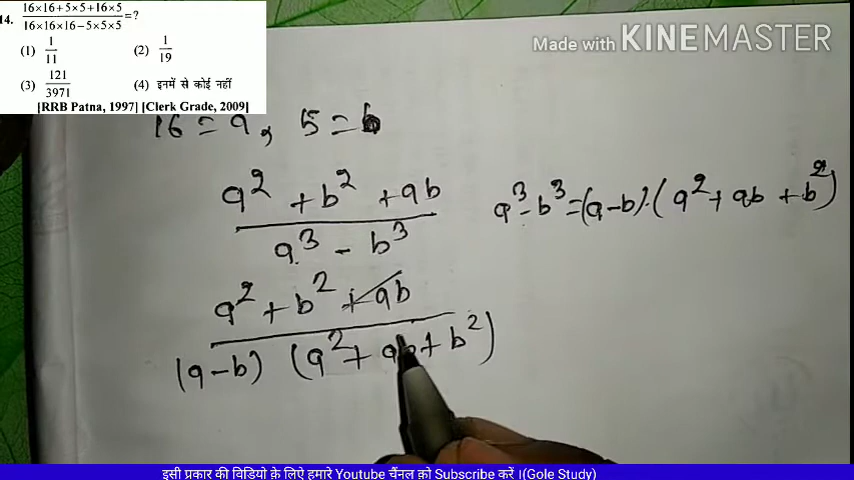 14. 16×16+5×5+16×5 / 16×16×16−5×5×5 = ?
(1) 1/11 (2) 1/19
(3) 121/3971 (4) इनमें से कोई नहीं
[RRB Patna, 1997] [Clerk Grade, 2009]
Made with KINEMASTER
16 = a, 5 = b
a² + b² + ab / a³ - b³
a³ - b³ = (a-b).(a² + ab + b²)
a² + b² + ab / (a-b) (a² + ab + b²)
इसी प्रकार की विडियो के लिऐ हमारे Youtube चैंनल को Subscribe करें ।(Gole Study)